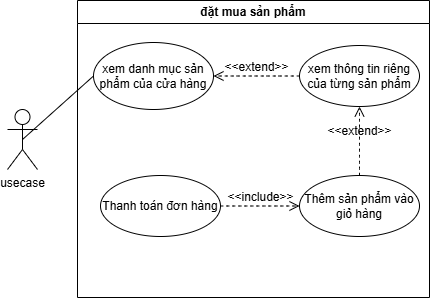 đặt mua sản phẩm
xem danh mục sản
phẩm của cửa hàng
<<extend>>
xem thông tin riêng
của từng sản phẩm
<<extend>>
usecase
Thanh toán đơn hàng
<<include>>
Thêm sản phẩm vào
giỏ hàng